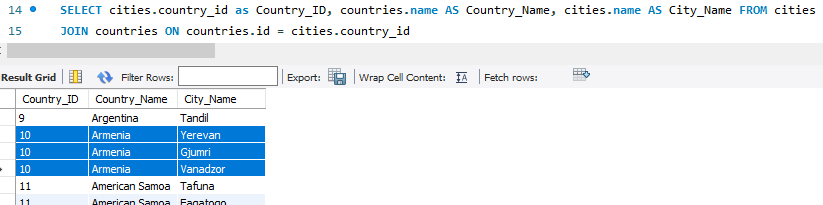 14 SELECT cities.country_id as Country_ID, countries.name AS Country_Name, cities.name AS City_Name FROM cities
15 JOIN countries ON countries.id = cities.country_id
Result Grid Filter Rows: Export: Wrap Cell Content: IA Fetch rows:
Country_ID Country_Name City_Name
9 Argentina Tandil
10 Armenia Yerevan
10 Armenia Gjumri
10 Armenia Vanadzor
11 American Samoa Tafuna
11 American Samoa Fagatogo